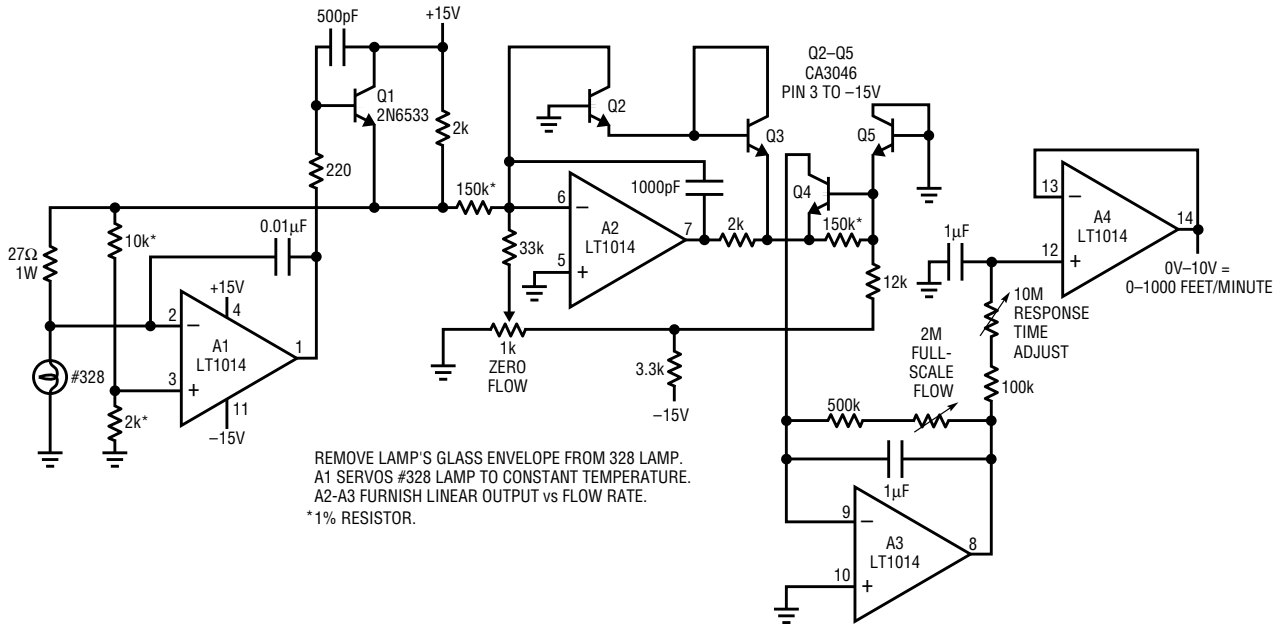 500pF
+15V
Q1
2N6533
2k
220
150k*
0.01µF
10k*
27Ω
1W
+15V
4
2
–
A1
LT1014
1
3
+
11
–15V
#328
2k*
Q2
Q3
Q2–Q5
CA3046
PIN 3 TO –15V
Q5
Q4
1000pF
6
–
A2
LT1014
7
5
+
33k
2k
150k*
12k
1k
ZERO
FLOW
3.3k
–15V
13
–
A4
LT1014
14
12
+
1µF
0V–10V =
0–1000 FEET/MINUTE
10M
RESPONSE
TIME
ADJUST
2M
FULL-
SCALE
FLOW
100k
500k
1µF
9
–
A3
LT1014
8
10
+
REMOVE LAMP'S GLASS ENVELOPE FROM 328 LAMP.
A1 SERVOS #328 LAMP TO CONSTANT TEMPERATURE.
A2-A3 FURNISH LINEAR OUTPUT vs FLOW RATE.
*1% RESISTOR.